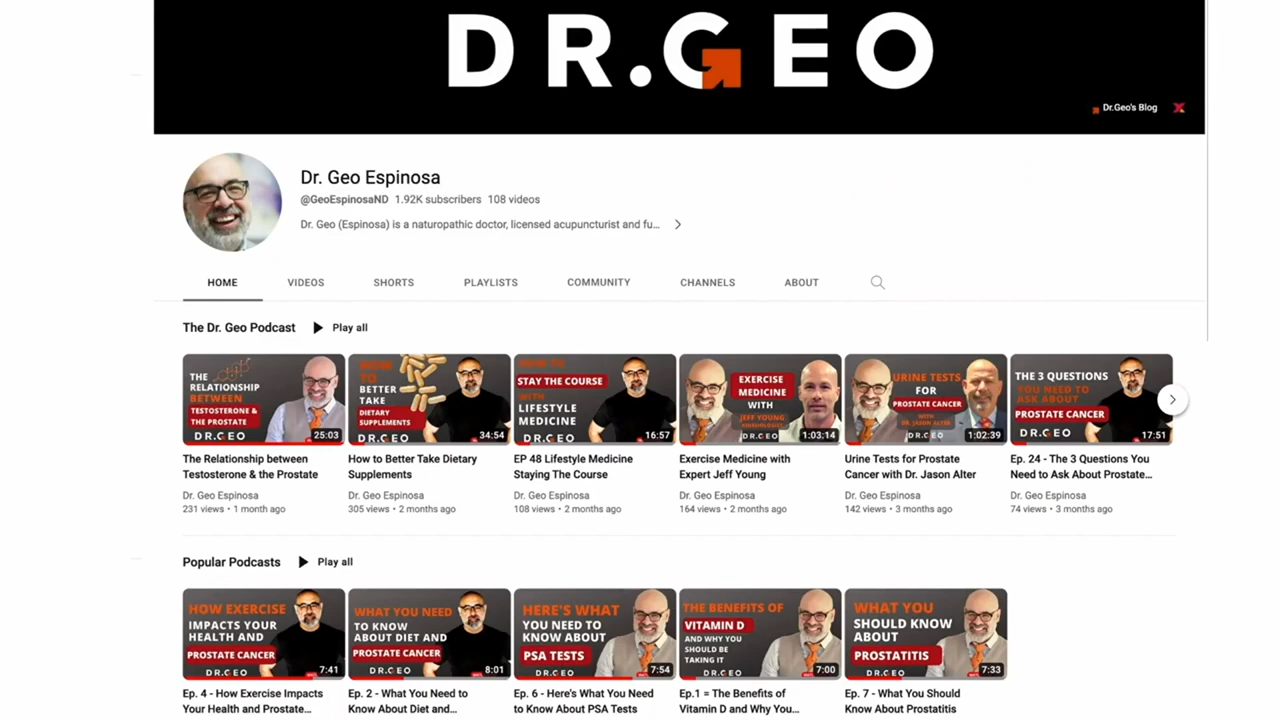 DR.GEO
Dr.Geo's Blog
Dr. Geo Espinosa
@GeoEspinosaND 1.92K subscribers 108 videos
Dr. Geo (Espinosa) is a naturopathic doctor, licensed acupuncturist and fu...
HOME VIDEOS SHORTS PLAYLISTS COMMUNITY CHANNELS ABOUT
The Dr. Geo Podcast Play all
THE
RELATIONSHIP
BETWEEN
TESTOSTERONE &
THE PROSTATE
DR.GEO
25:03
HOW
TO
BETTER
TAKE
DIETARY
SUPPLEMENTS
DR.GEO
34:54
HOW TO
STAY THE COURSE
WITH
LIFESTYLE
MEDICINE
DR.GEO
16:57
EXERCISE
MEDICINE
WITH
JEFF YOUNG
DR.GEO
1:03:14
URINE TESTS
FOR
PROSTATE CANCER
WITH
DR. JASON ALTER
DR.GEO
1:02:39
THE 3 QUESTIONS
YOU NEED TO
ASK ABOUT
PROSTATE CANCER
DR.GEO
17:51
The Relationship between
Testosterone & the Prostate
Dr. Geo Espinosa
231 views • 1 month ago
How to Better Take Dietary
Supplements
Dr. Geo Espinosa
305 views • 2 months ago
EP 48 Lifestyle Medicine
Staying The Course
Dr. Geo Espinosa
108 views • 2 months ago
Exercise Medicine with
Expert Jeff Young
Dr. Geo Espinosa
164 views • 2 months ago
Urine Tests for Prostate
Cancer with Dr. Jason Alter
Dr. Geo Espinosa
142 views • 3 months ago
Ep. 24 - The 3 Questions You
Need to Ask About Prostate...
Dr. Geo Espinosa
74 views • 3 months ago
Popular Podcasts Play all
HOW EXERCISE
IMPACTS YOUR
HEALTH AND
PROSTATE CANCER
DR.GEO
7:41
WHAT YOU NEED
TO KNOW
ABOUT DIET AND
PROSTATE CANCER
DR.GEO
8:01
HERE'S WHAT
YOU NEED TO
KNOW ABOUT
PSA TESTS
DR.GEO
7:54
THE BENEFITS OF
VITAMIN D
AND WHY YOU
SHOULD BE
TAKING IT
DR.GEO
7:00
WHAT YOU
SHOULD KNOW
ABOUT
PROSTATITIS
DR.GEO
7:33
Ep. 4 - How Exercise Impacts
Your Health and Prostate...
Ep. 2 - What You Need to
Know About Diet and...
Ep. 6 - Here's What You Need
to Know About PSA Tests
Ep.1 = The Benefits of
Vitamin D and Why You...
Ep. 7 - What You Should
Know About Prostatitis